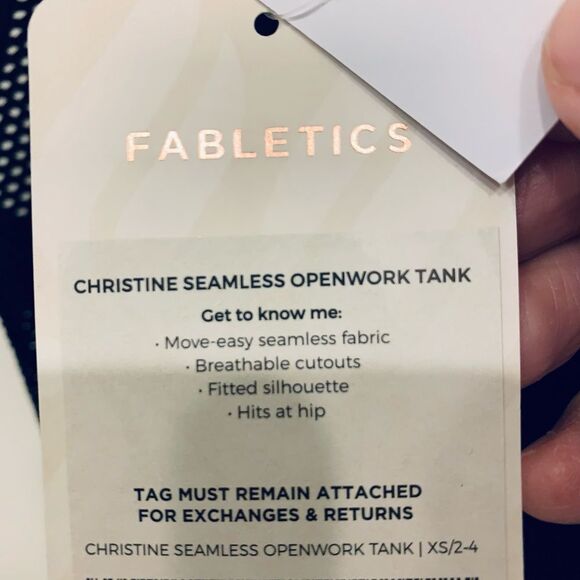 FABLETICS
CHRISTINE SEAMLESS OPENWORK TANK
Get to know me:
· Move-easy seamless fabric
· Breathable cutouts
· Fitted silhouette
· Hits at hip
TAG MUST REMAIN ATTACHED
FOR EXCHANGES & RETURNS
CHRISTINE SEAMLESS OPENWORK TANK | XS/2-4